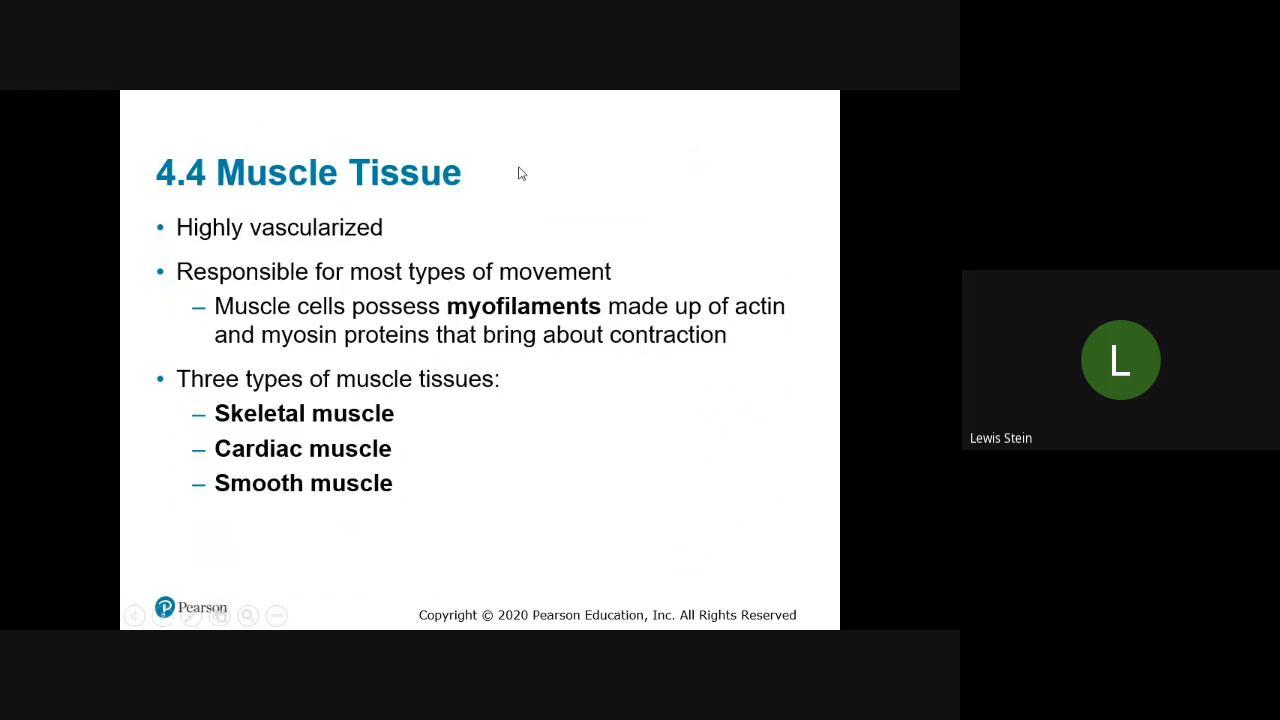 4.4 Muscle Tissue
• Highly vascularized
• Responsible for most types of movement
– Muscle cells possess myofilaments made up of actin
and myosin proteins that bring about contraction
• Three types of muscle tissues:
– Skeletal muscle
– Cardiac muscle
– Smooth muscle
P Pearson
Copyright © 2020 Pearson Education, Inc. All Rights Reserved
L
Lewis Stein